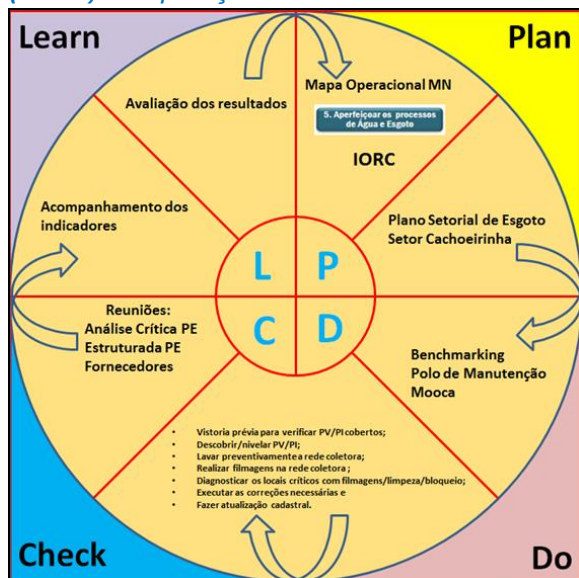 Learn
Plan
Mapa Operacional MN
5. Aperfeiçoar os processos
de Água e Esgoto
IORC
Avaliação dos resultados
Plano Setorial de Esgoto
Setor Cachoeirinha
Acompanhamento dos
indicadores
L P
C D
Reuniões:
Análise Crítica PE
Estruturada PE
Fornecedores
Benchmarking
Polo de Manutenção
Mooca
• Vistoria prévia para verificar PV/PI cobertos;
• Descobrir/nivelar PV/PI;
• Lavar preventivamente a rede coletora;
• Realizar filmagens na rede coletora ;
• Diagnosticar os locais críticos com filmagens/limpeza/bloqueio;
• Executar as correções necessárias e
• Fazer atualização cadastral.
Check
Do